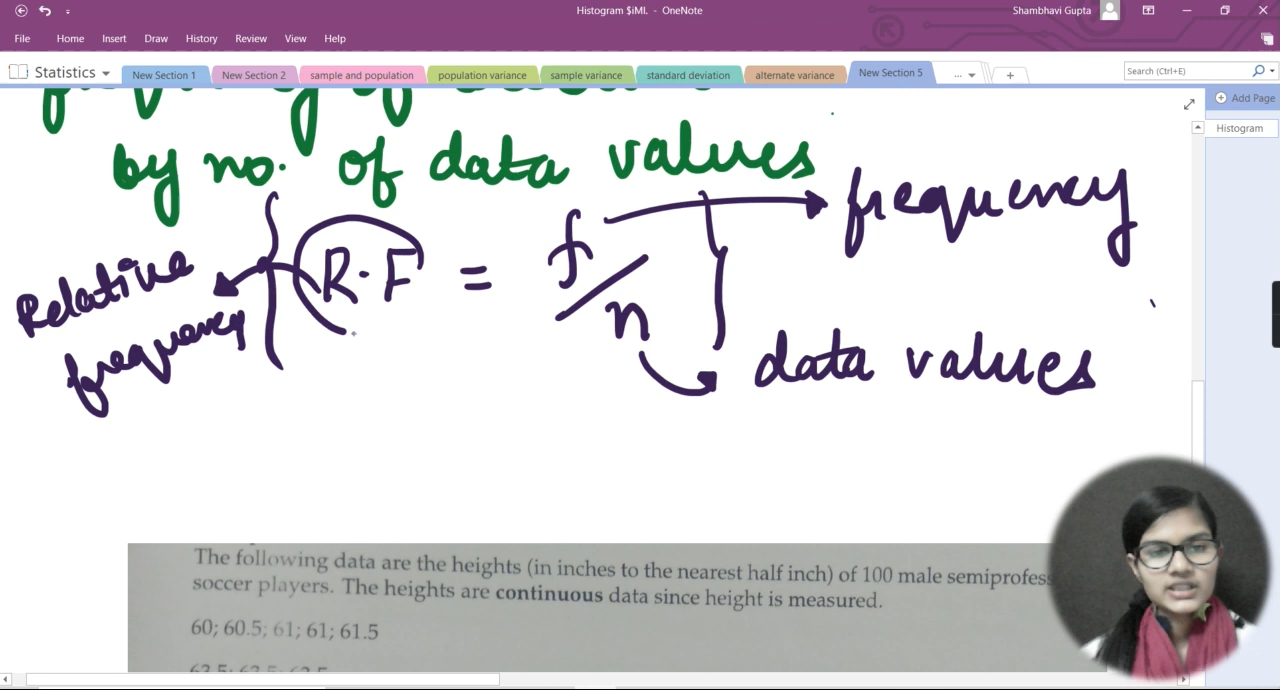 Histogram $iML - OneNote
Shambhavi Gupta
File Home Insert Draw History Review View Help
Statistics
New Section 1 New Section 2 sample and population population variance sample variance standard deviation alternate variance New Section 5 ...
Search (Ctrl+E)
Add Page
Histogram
by no. of data values
Relative frequency
R.F = f/n
frequency
data values
The following data are the heights (in inches to the nearest half inch) of 100 male semiprofess
soccer players. The heights are continuous data since height is measured.
60; 60.5; 61; 61; 61.5